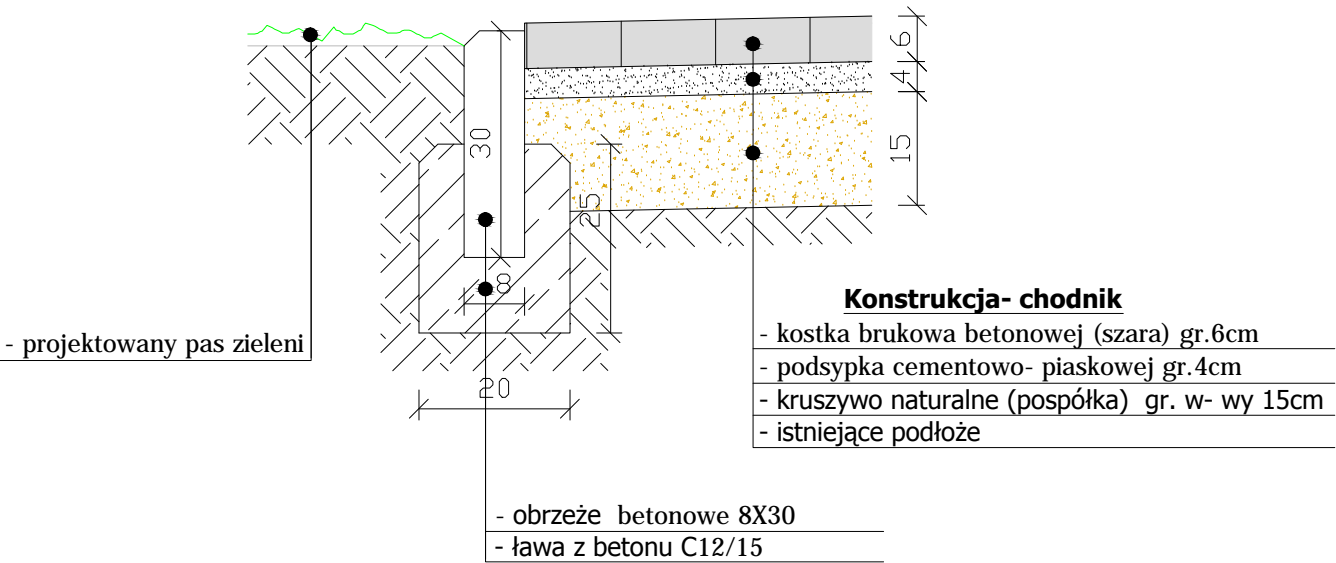 6
4
15
30
25
8
20
- projektowany pas zieleni
Konstrukcja- chodnik
- kostka brukowa betonowej (szara) gr.6cm
- podsypka cementowo- piaskowej gr.4cm
- kruszywo naturalne (pospółka) gr. w- wy 15cm
- istniejące podłoże
- obrzeże betonowe 8X30
- ława z betonu C12/15